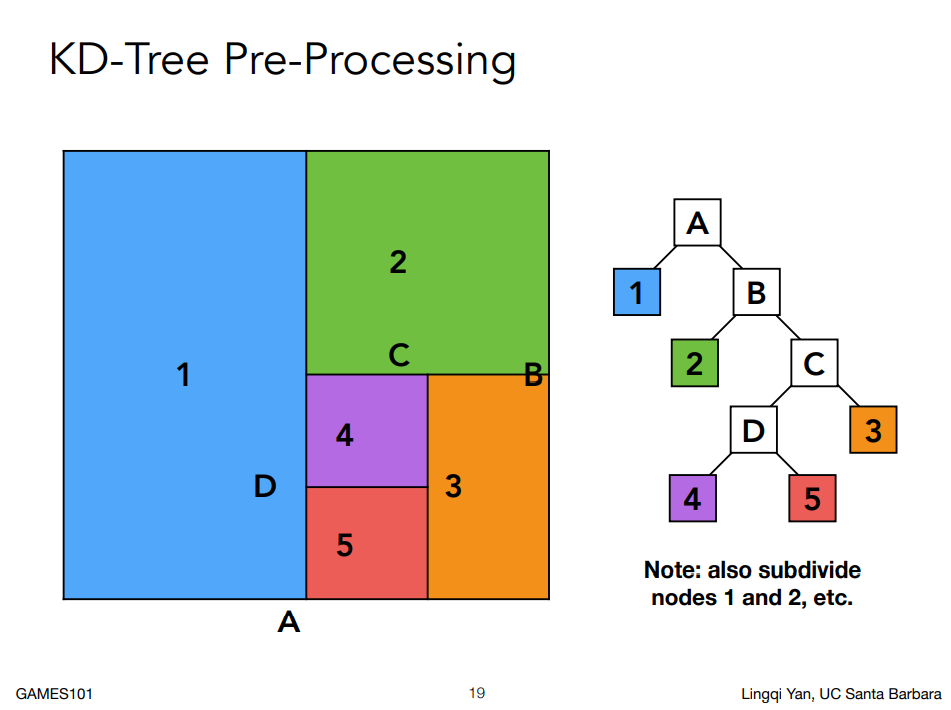 KD-Tree Pre-Processing
1
2
C
B
4
D
3
5
A
A
1
B
2
C
D
3
4
5
Note: also subdivide
nodes 1 and 2, etc.
GAMES101
19
Lingqi Yan, UC Santa Barbara